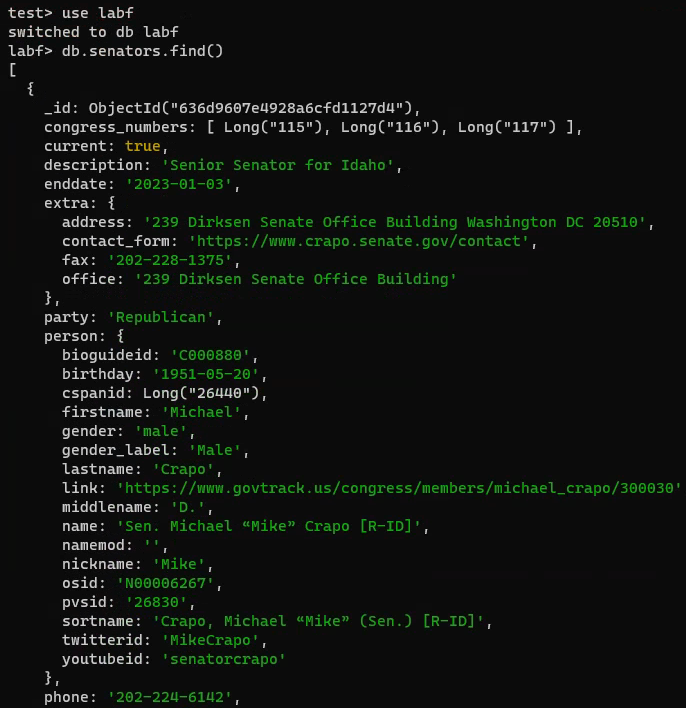 test> use labf
switched to db labf
labf> db.senators.find()
[
  {
    _id: ObjectId("636d9607e4928a6cfd1127d4"),
    congress_numbers: [ Long("115"), Long("116"), Long("117") ],
    current: true,
    description: 'Senior Senator for Idaho',
    enddate: '2023-01-03',
    extra: {
      address: '239 Dirksen Senate Office Building Washington DC 20510',
      contact_form: 'https://www.crapo.senate.gov/contact',
      fax: '202-228-1375',
      office: '239 Dirksen Senate Office Building'
    },
    party: 'Republican',
    person: {
      bioguideid: 'C000880',
      birthday: '1951-05-20',
      cspanid: Long("26440"),
      firstname: 'Michael',
      gender: 'male',
      gender_label: 'Male',
      lastname: 'Crapo',
      link: 'https://www.govtrack.us/congress/members/michael_crapo/300030'
      middlename: 'D.',
      name: 'Sen. Michael “Mike” Crapo [R-ID]',
      namemod: '',
      nickname: 'Mike',
      osid: 'N00006267',
      pvsid: '26830',
      sortname: 'Crapo, Michael “Mike” (Sen.) [R-ID]',
      twitterid: 'MikeCrapo',
      youtubeid: 'senatorcrapo'
    },
    phone: '202-224-6142',